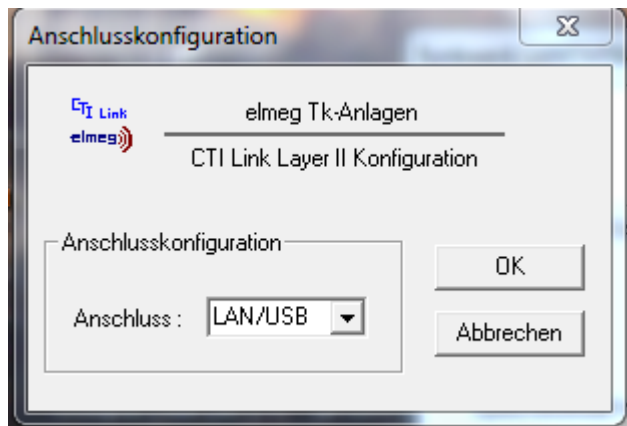 Anschlusskonfiguration
CTI Link
elmeg
elmeg Tk-Anlagen
CTI Link Layer II Konfiguration
Anschlusskonfiguration
Anschluss : LAN/USB
OK
Abbrechen